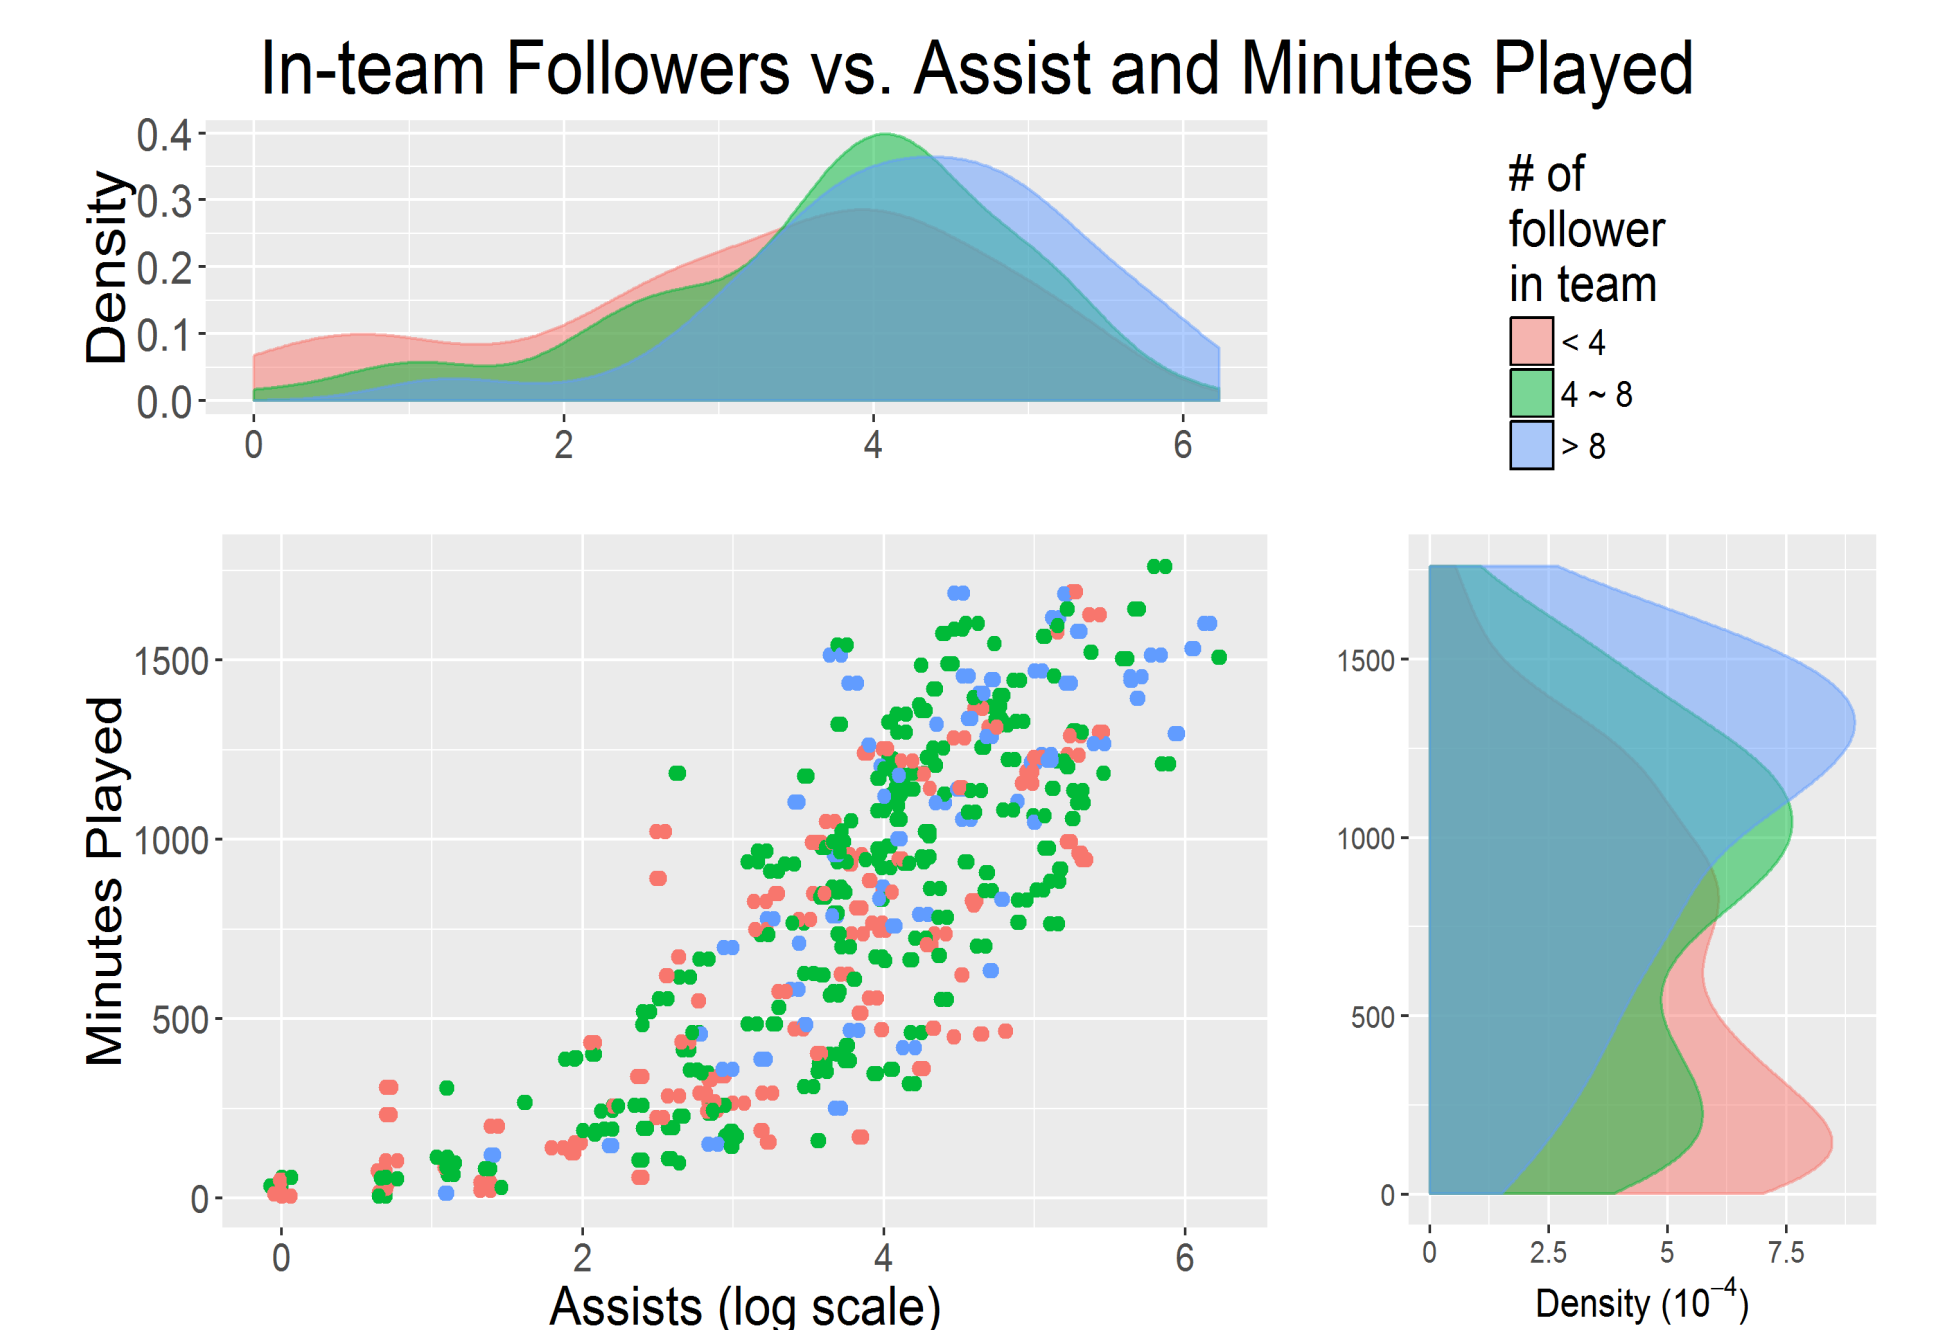 In-team Followers vs. Assist and Minutes Played
Density
0.4
0.3
0.2
0.1
0.0
0 2 4 6
# of
follower
in team
< 4
4 ~ 8
> 8
Minutes Played
1500
1000
500
0
0 2 4 6
Assists (log scale)
1500
1000
500
0
0 2.5 5 7.5
Density (10⁻⁴)